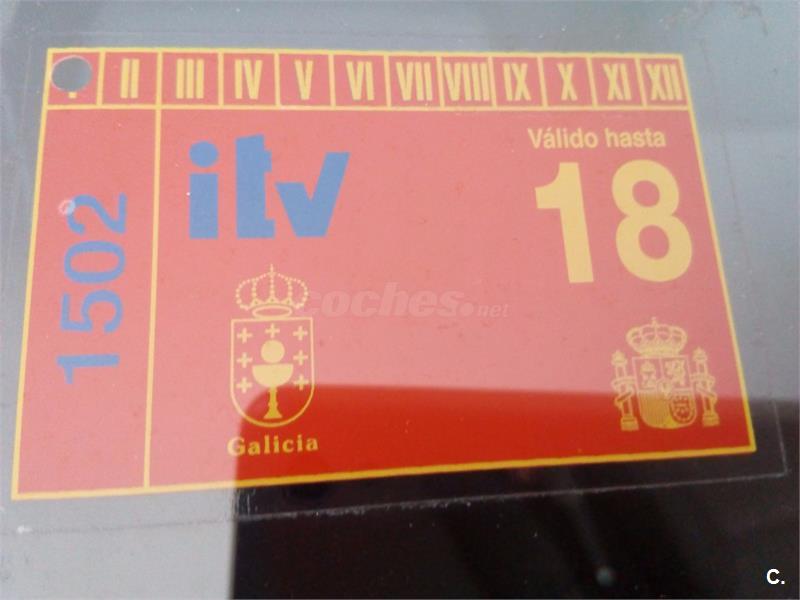 I II III IV V VI VII VIII IX X XI XII
itv
Válido hasta
18
1502
coches.net
Galicia
C.